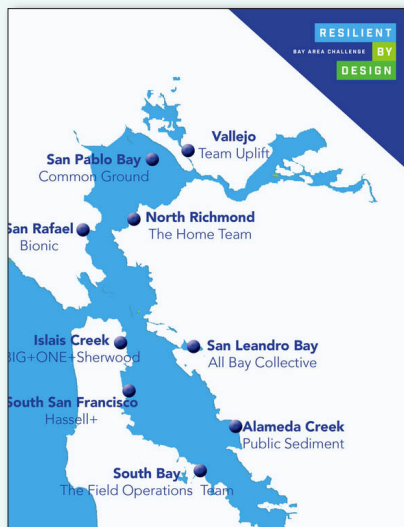 RESILIENT
BAY AREA CHALLENGE BY
DESIGN
Vallejo
Team Uplift
San Pablo Bay
Common Ground
North Richmond
The Home Team
San Rafael
Bionic
Islais Creek
BIG+ONE+Sherwood
San Leandro Bay
All Bay Collective
South San Francisco
Hassell+
Alameda Creek
Public Sediment
South Bay
The Field Operations Team